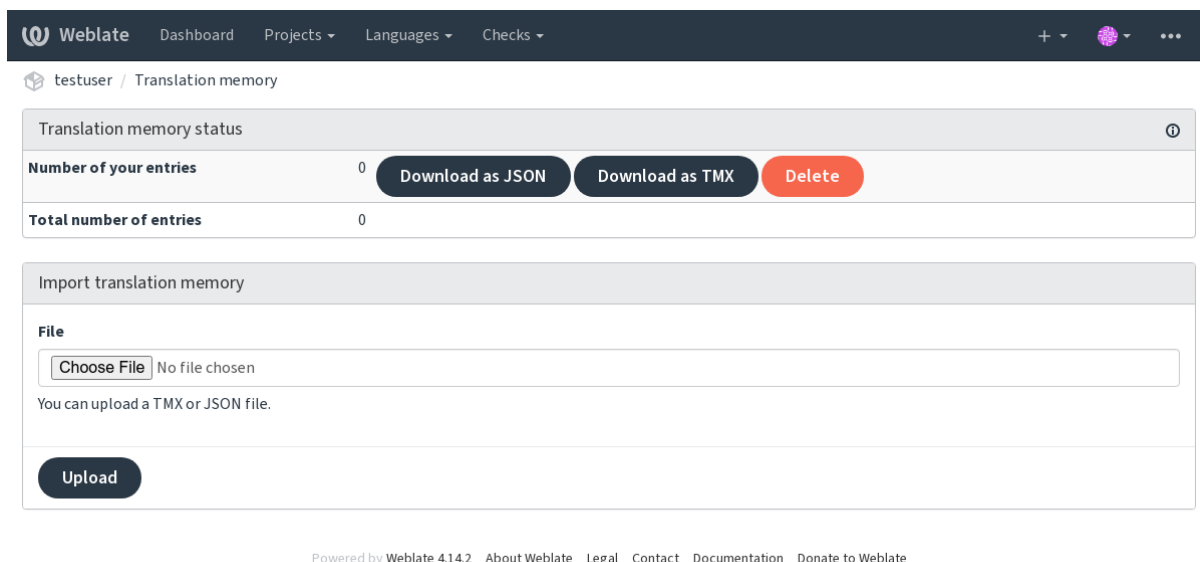 Weblate Dashboard Projects Languages Checks
testuser / Translation memory
Translation memory status
Number of your entries 0 Download as JSON Download as TMX Delete
Total number of entries 0
Import translation memory
File
Choose File No file chosen
You can upload a TMX or JSON file.
Upload
Powered by Weblate 4.14.2 About Weblate Legal Contact Documentation Donate to Weblate